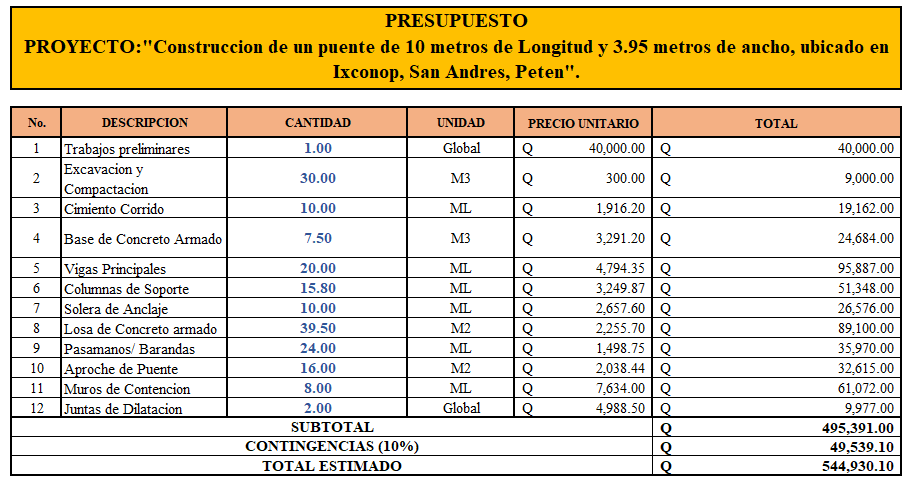 PRESUPUESTO
PROYECTO:"Construccion de un puente de 10 metros de Longitud y 3.95 metros de ancho, ubicado en
Ixconop, San Andres, Peten".
No. DESCRIPCION CANTIDAD UNIDAD PRECIO UNITARIO TOTAL
1 Trabajos preliminares 1.00 Global Q 40,000.00 Q 40,000.00
2 Excavacion y
Compactacion 30.00 M3 Q 300.00 Q 9,000.00
3 Cimiento Corrido 10.00 ML Q 1,916.20 Q 19,162.00
4 Base de Concreto Armado 7.50 M3 Q 3,291.20 Q 24,684.00
5 Vigas Principales 20.00 ML Q 4,794.35 Q 95,887.00
6 Columnas de Soporte 15.80 ML Q 3,249.87 Q 51,348.00
7 Solera de Anclaje 10.00 ML Q 2,657.60 Q 26,576.00
8 Losa de Concreto armado 39.50 M2 Q 2,255.70 Q 89,100.00
9 Pasamanos/ Barandas 24.00 ML Q 1,498.75 Q 35,970.00
10 Aproche de Puente 16.00 M2 Q 2,038.44 Q 32,615.00
11 Muros de Contencion 8.00 ML Q 7,634.00 Q 61,072.00
12 Juntas de Dilatacion 2.00 Global Q 4,988.50 Q 9,977.00
SUBTOTAL Q 495,391.00
CONTINGENCIAS (10%) Q 49,539.10
TOTAL ESTIMADO Q 544,930.10